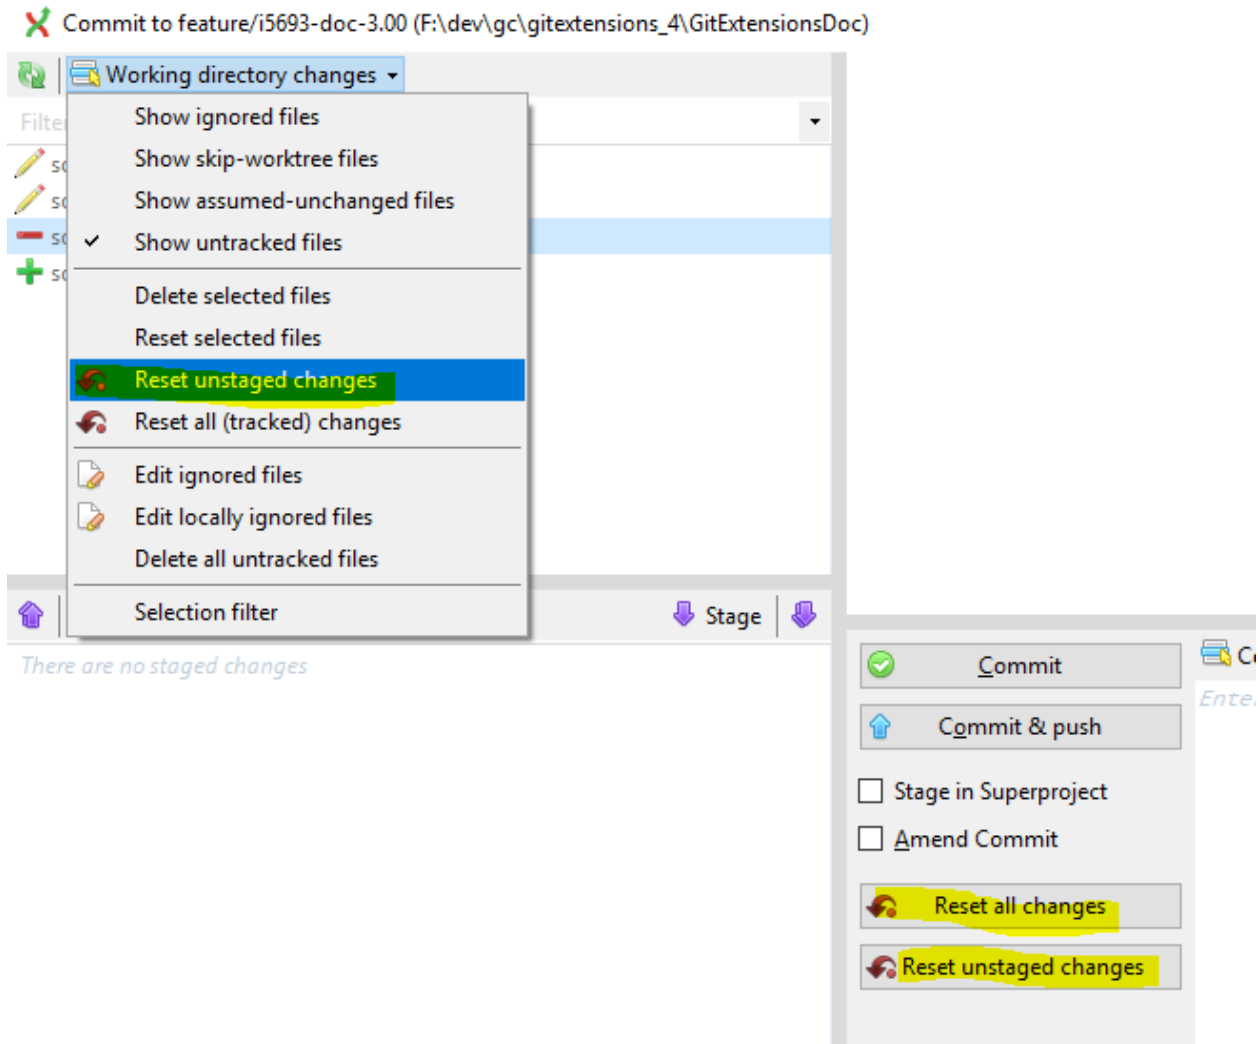 Commit to feature/i5693-doc-3.00 (F:\dev\gc\gitextensions_4\GitExtensionsDoc)
Working directory changes
Show ignored files
Show skip-worktree files
Show assumed-unchanged files
Show untracked files
Delete selected files
Reset selected files
Reset unstaged changes
Reset all (tracked) changes
Edit ignored files
Edit locally ignored files
Delete all untracked files
Selection filter
Stage
There are no staged changes
Commit
Commit & push
Stage in Superproject
Amend Commit
Reset all changes
Reset unstaged changes